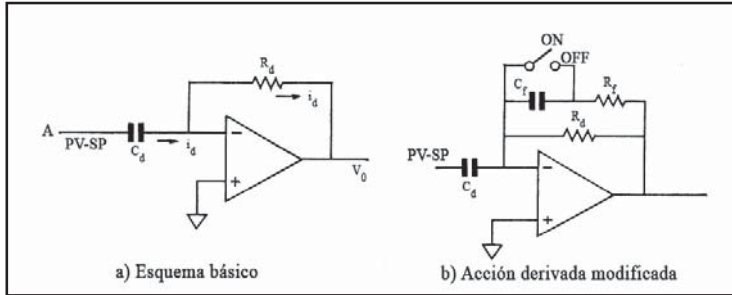 R_d
i_d
A
PV-SP
C_d
i_d
−
+
V_0
a) Esquema básico
ON
OFF
C_f
R_f
R_d
PV-SP
C_d
−
+
b) Acción derivada modificada